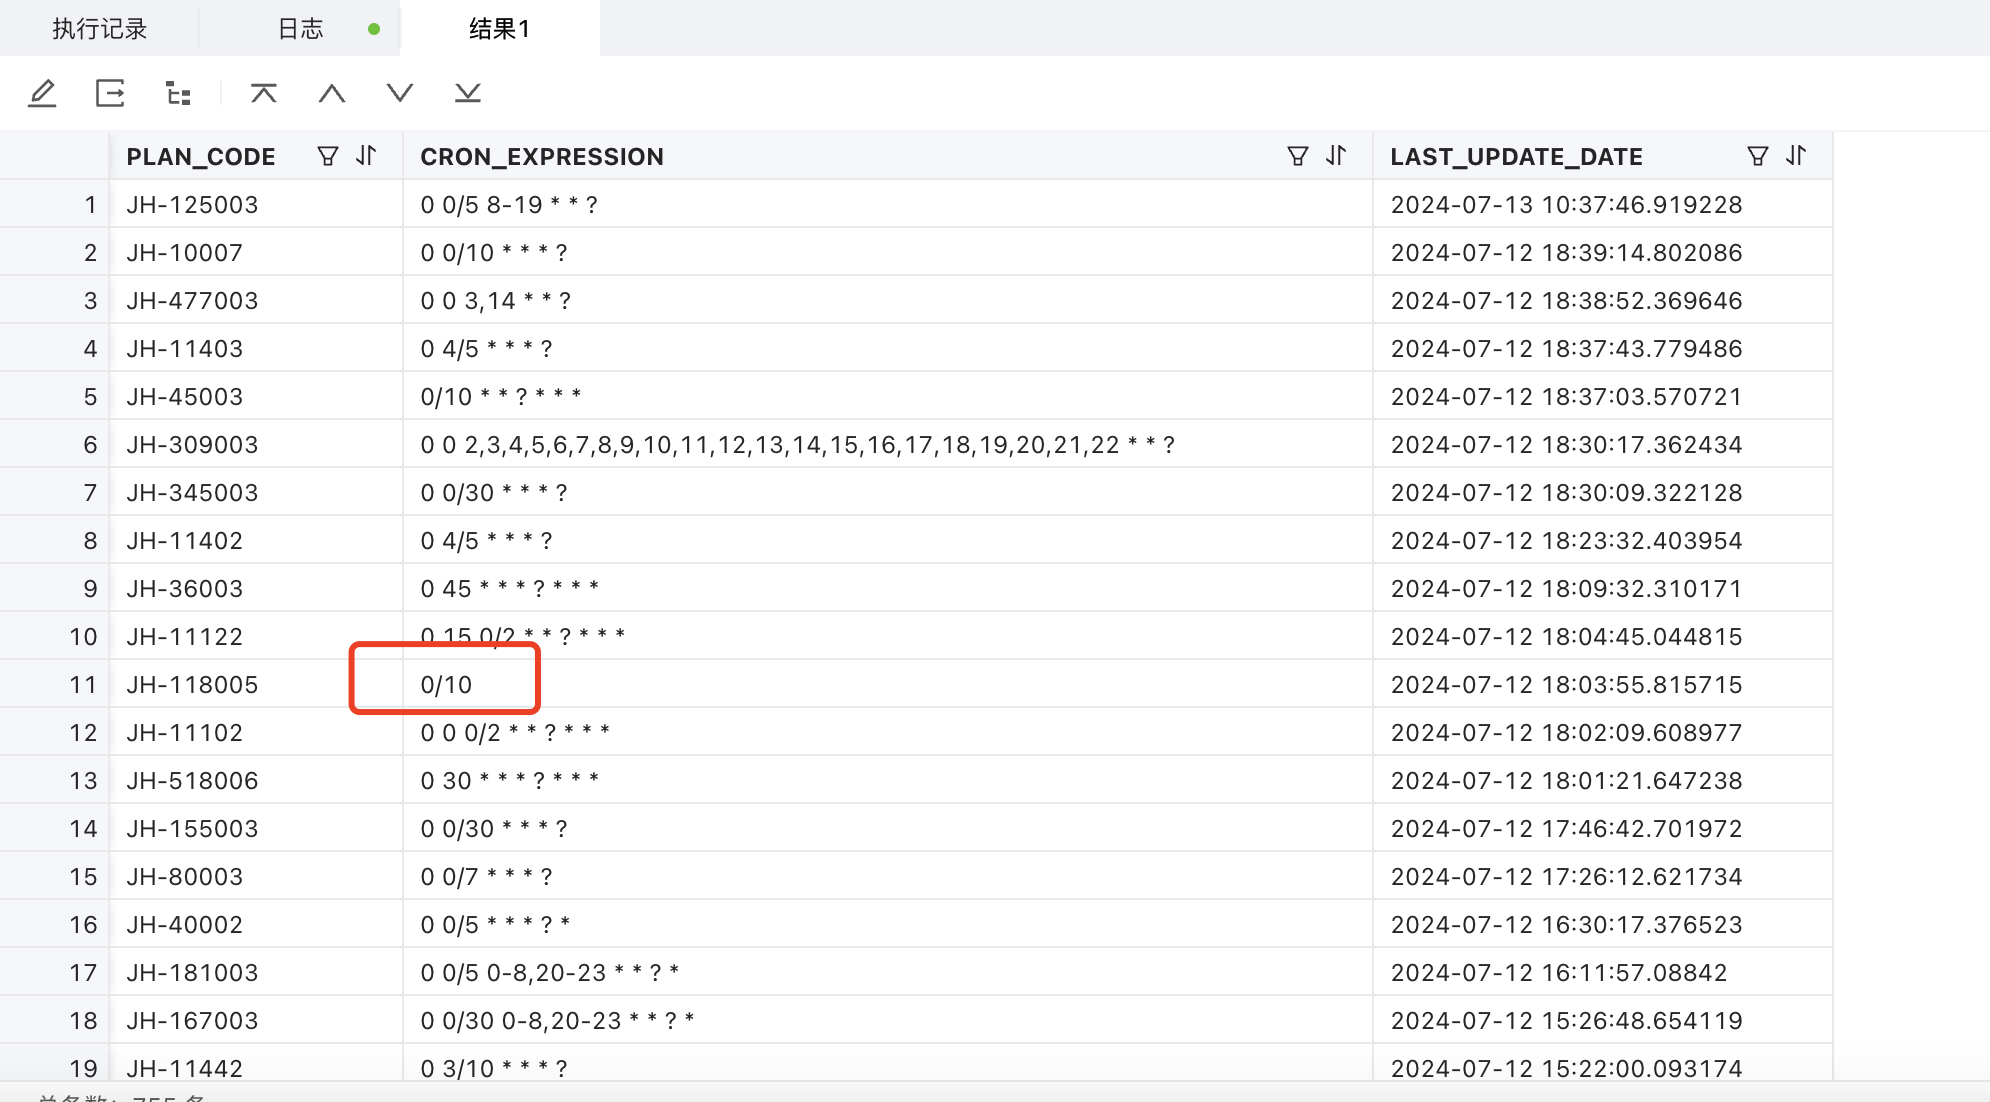 执行记录 日志 结果1
PLAN_CODE CRON_EXPRESSION LAST_UPDATE_DATE
1 JH-125003 0 0/5 8-19 * * ? 2024-07-13 10:37:46.919228
2 JH-10007 0 0/10 * * * ? 2024-07-12 18:39:14.802086
3 JH-477003 0 0 3,14 * * ? 2024-07-12 18:38:52.369646
4 JH-11403 0 4/5 * * * ? 2024-07-12 18:37:43.779486
5 JH-45003 0/10 * * ? * * * 2024-07-12 18:37:03.570721
6 JH-309003 0 0 2,3,4,5,6,7,8,9,10,11,12,13,14,15,16,17,18,19,20,21,22 * * ? 2024-07-12 18:30:17.362434
7 JH-345003 0 0/30 * * * ? 2024-07-12 18:30:09.322128
8 JH-11402 0 4/5 * * * ? 2024-07-12 18:23:32.403954
9 JH-36003 0 45 * * * ? * * * 2024-07-12 18:09:32.310171
10 JH-11122 0 15 0/2 * * ? * * * 2024-07-12 18:04:45.044815
11 JH-118005 0/10 2024-07-12 18:03:55.815715
12 JH-11102 0 0 0/2 * * ? * * * 2024-07-12 18:02:09.608977
13 JH-518006 0 30 * * * ? * * * 2024-07-12 18:01:21.647238
14 JH-155003 0 0/30 * * * ? 2024-07-12 17:46:42.701972
15 JH-80003 0 0/7 * * * ? 2024-07-12 17:26:12.621734
16 JH-40002 0 0/5 * * * ? * 2024-07-12 16:30:17.376523
17 JH-181003 0 0/5 0-8,20-23 * * ? * 2024-07-12 16:11:57.08842
18 JH-167003 0 0/30 0-8,20-23 * * ? * 2024-07-12 15:26:48.654119
19 JH-11442 0 3/10 * * * ? 2024-07-12 15:22:00.093174
总条数: 755 条